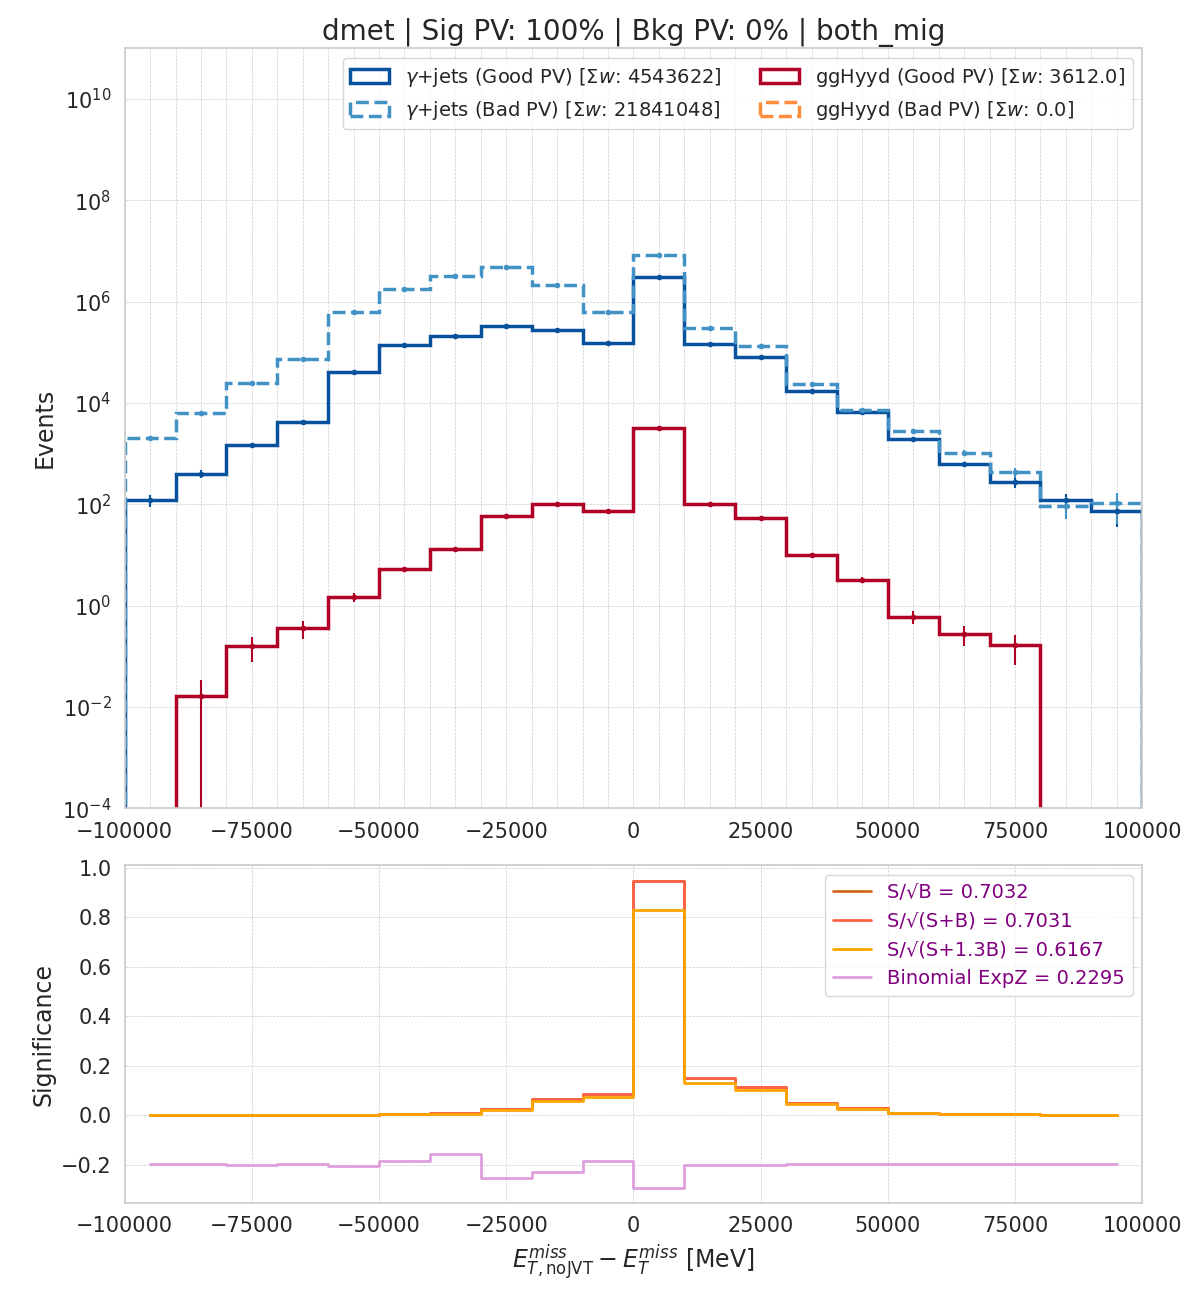 dmet | Sig PV: 100% | Bkg PV: 0% | both_mig
γ+jets (Good PV) [Σw: 4543622]
γ+jets (Bad PV) [Σw: 21841048]
ggHyyd (Good PV) [Σw: 3612.0]
ggHyyd (Bad PV) [Σw: 0.0]
Events
10^{10}
10^{8}
10^{6}
10^{4}
10^{2}
10^{0}
10^{−2}
10^{−4}
−100000 −75000 −50000 −25000 0 25000 50000 75000 100000
Significance
1.0
0.8
0.6
0.4
0.2
0.0
−0.2
S/√B = 0.7032
S/√(S+B) = 0.7031
S/√(S+1.3B) = 0.6167
Binomial ExpZ = 0.2295
−100000 −75000 −50000 −25000 0 25000 50000 75000 100000
E_{T, noJVT}^{miss} − E_{T}^{miss} [MeV]